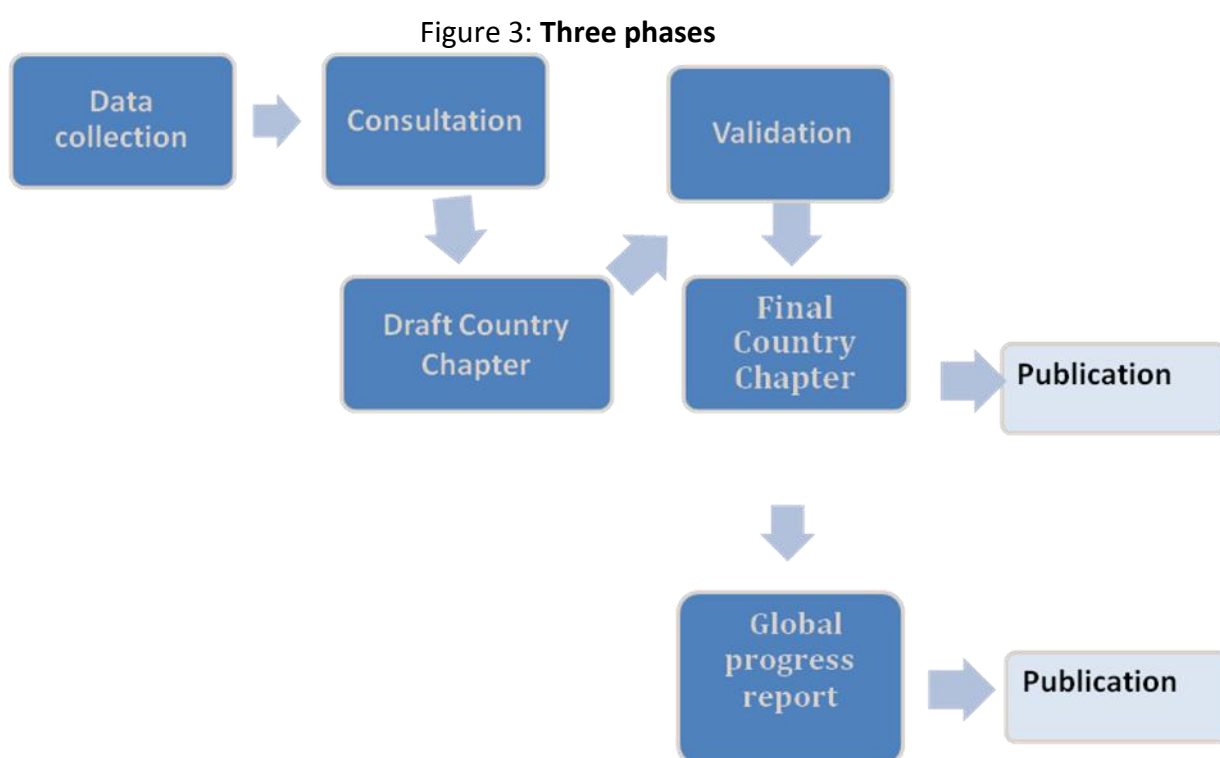 Figure 3: Three phases
Data
collection
Consultation
Validation
Draft Country
Chapter
Final
Country
Chapter
Publication
Global
progress
report
Publication